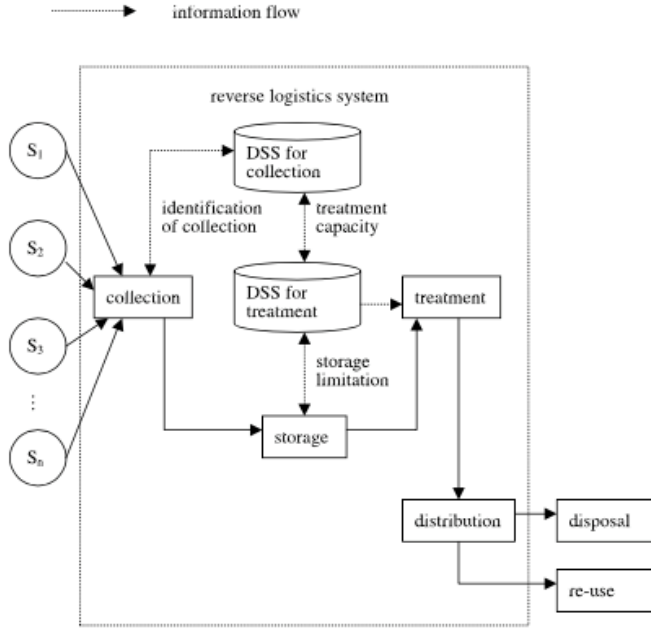 information flow
reverse logistics system
S1
DSS for
collection
identification
of collection
treatment
capacity
S2
collection
DSS for
treatment
treatment
S3
storage
limitation
⋮
Sn
storage
distribution
disposal
re-use